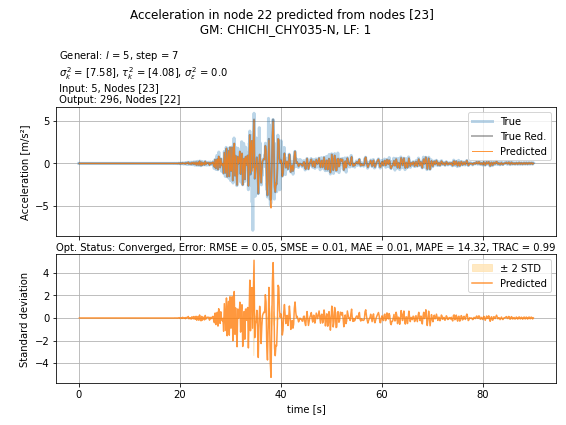 Acceleration in node 22 predicted from nodes [23]
GM: CHICHI_CHY035-N, LF: 1
General: l = 5, step = 7
σ²ₖ = [7.58], τ²ₖ = [4.08], σ²ₑ = 0.0
Input: 5, Nodes [23]
Output: 296, Nodes [22]
Acceleration [m/s²]
5
0
−5
True
True Red.
Predicted
Opt. Status: Converged, Error: RMSE = 0.05, SMSE = 0.01, MAE = 0.01, MAPE = 14.32, TRAC = 0.99
Standard deviation
4
2
0
−2
−4
± 2 STD
Predicted
0 20 40 60 80
time [s]